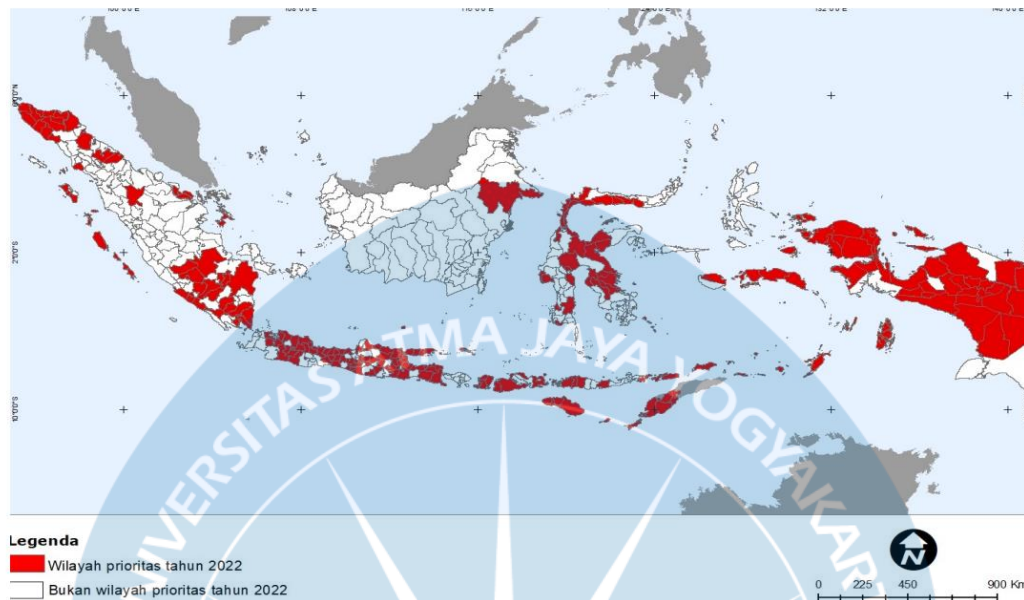 Legenda
Wilayah prioritas tahun 2022
Bukan wilayah prioritas tahun 2022
N
0 225 450 900 Km
UNIVERSITAS ATMA JAYA YOGYAKARTA